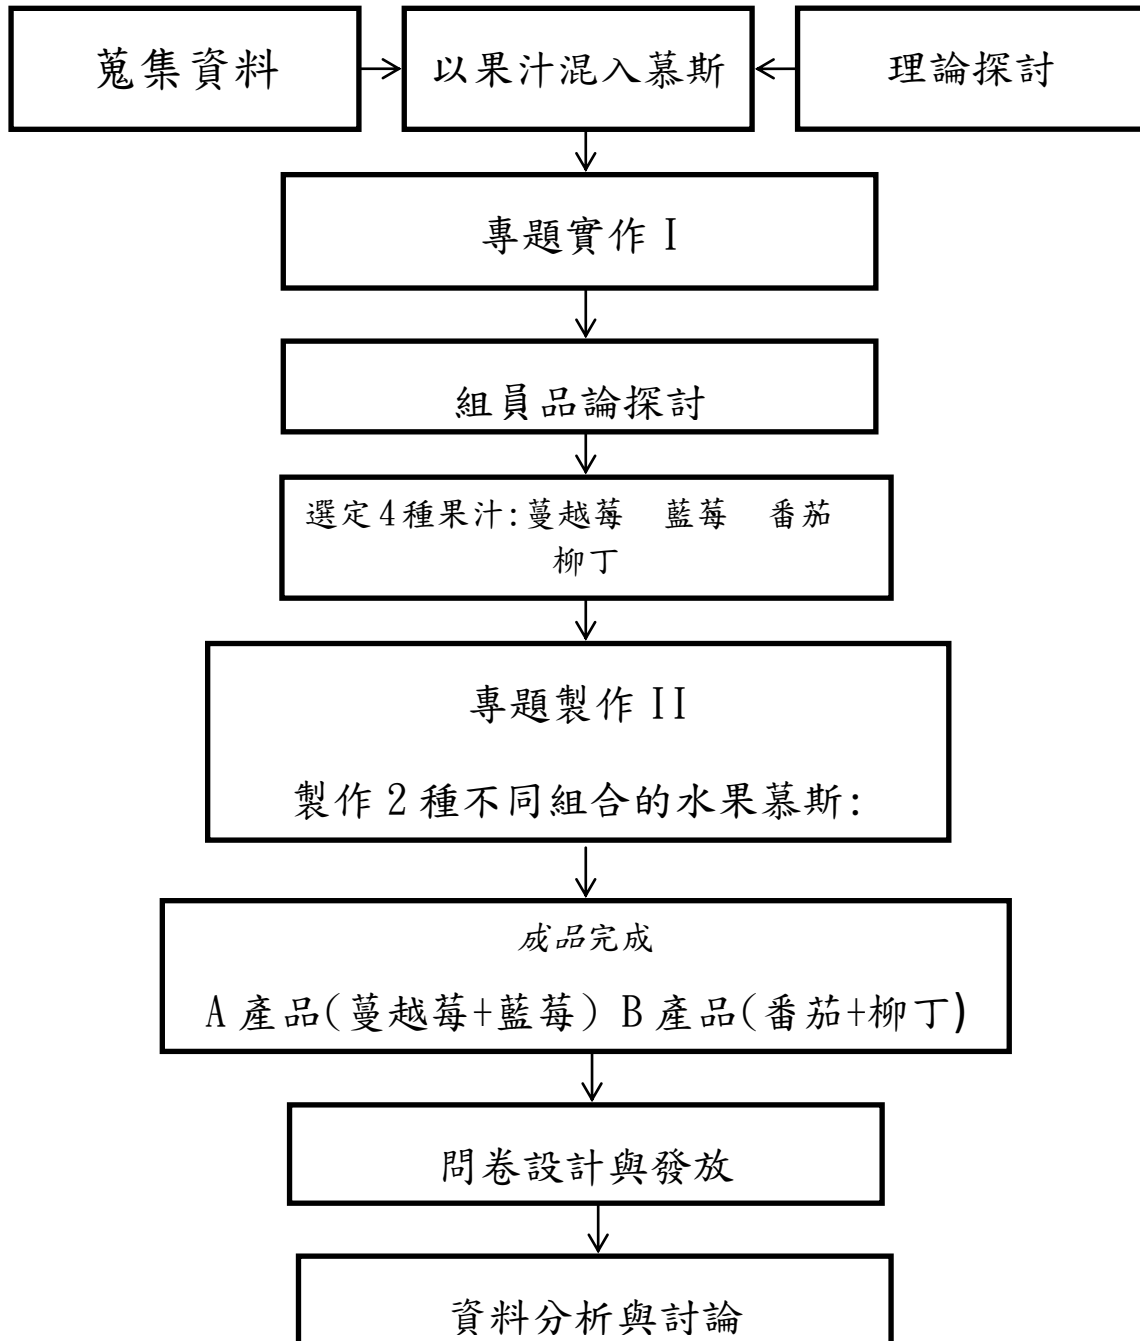 蒐集資料
以果汁混入慕斯
理論探討
專題實作 I
組員品論探討
選定4種果汁:蔓越莓　藍莓　番茄
柳丁
專題製作 II
製作 2 種不同組合的水果慕斯:
成品完成
A 產品(蔓越莓+藍莓) B 產品(番茄+柳丁)
問卷設計與發放
資料分析與討論